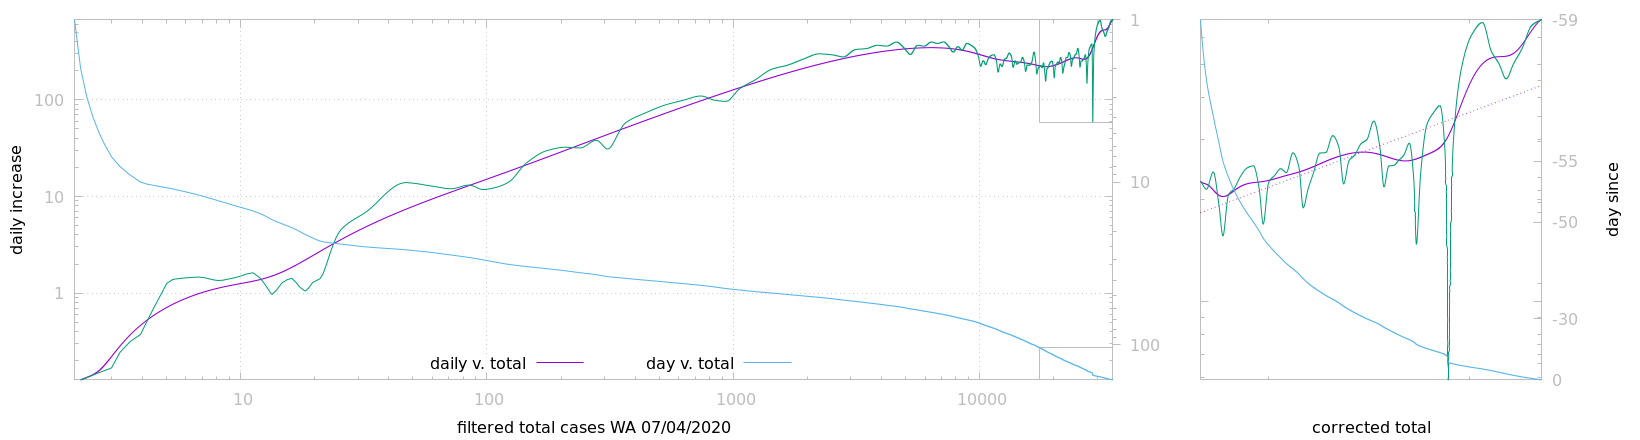 daily increase
100
10
1
10
100
1000
10000
filtered total cases WA 07/04/2020
daily v. total
day v. total
1
10
100
corrected total
-59
-55
-50
-30
0
day since